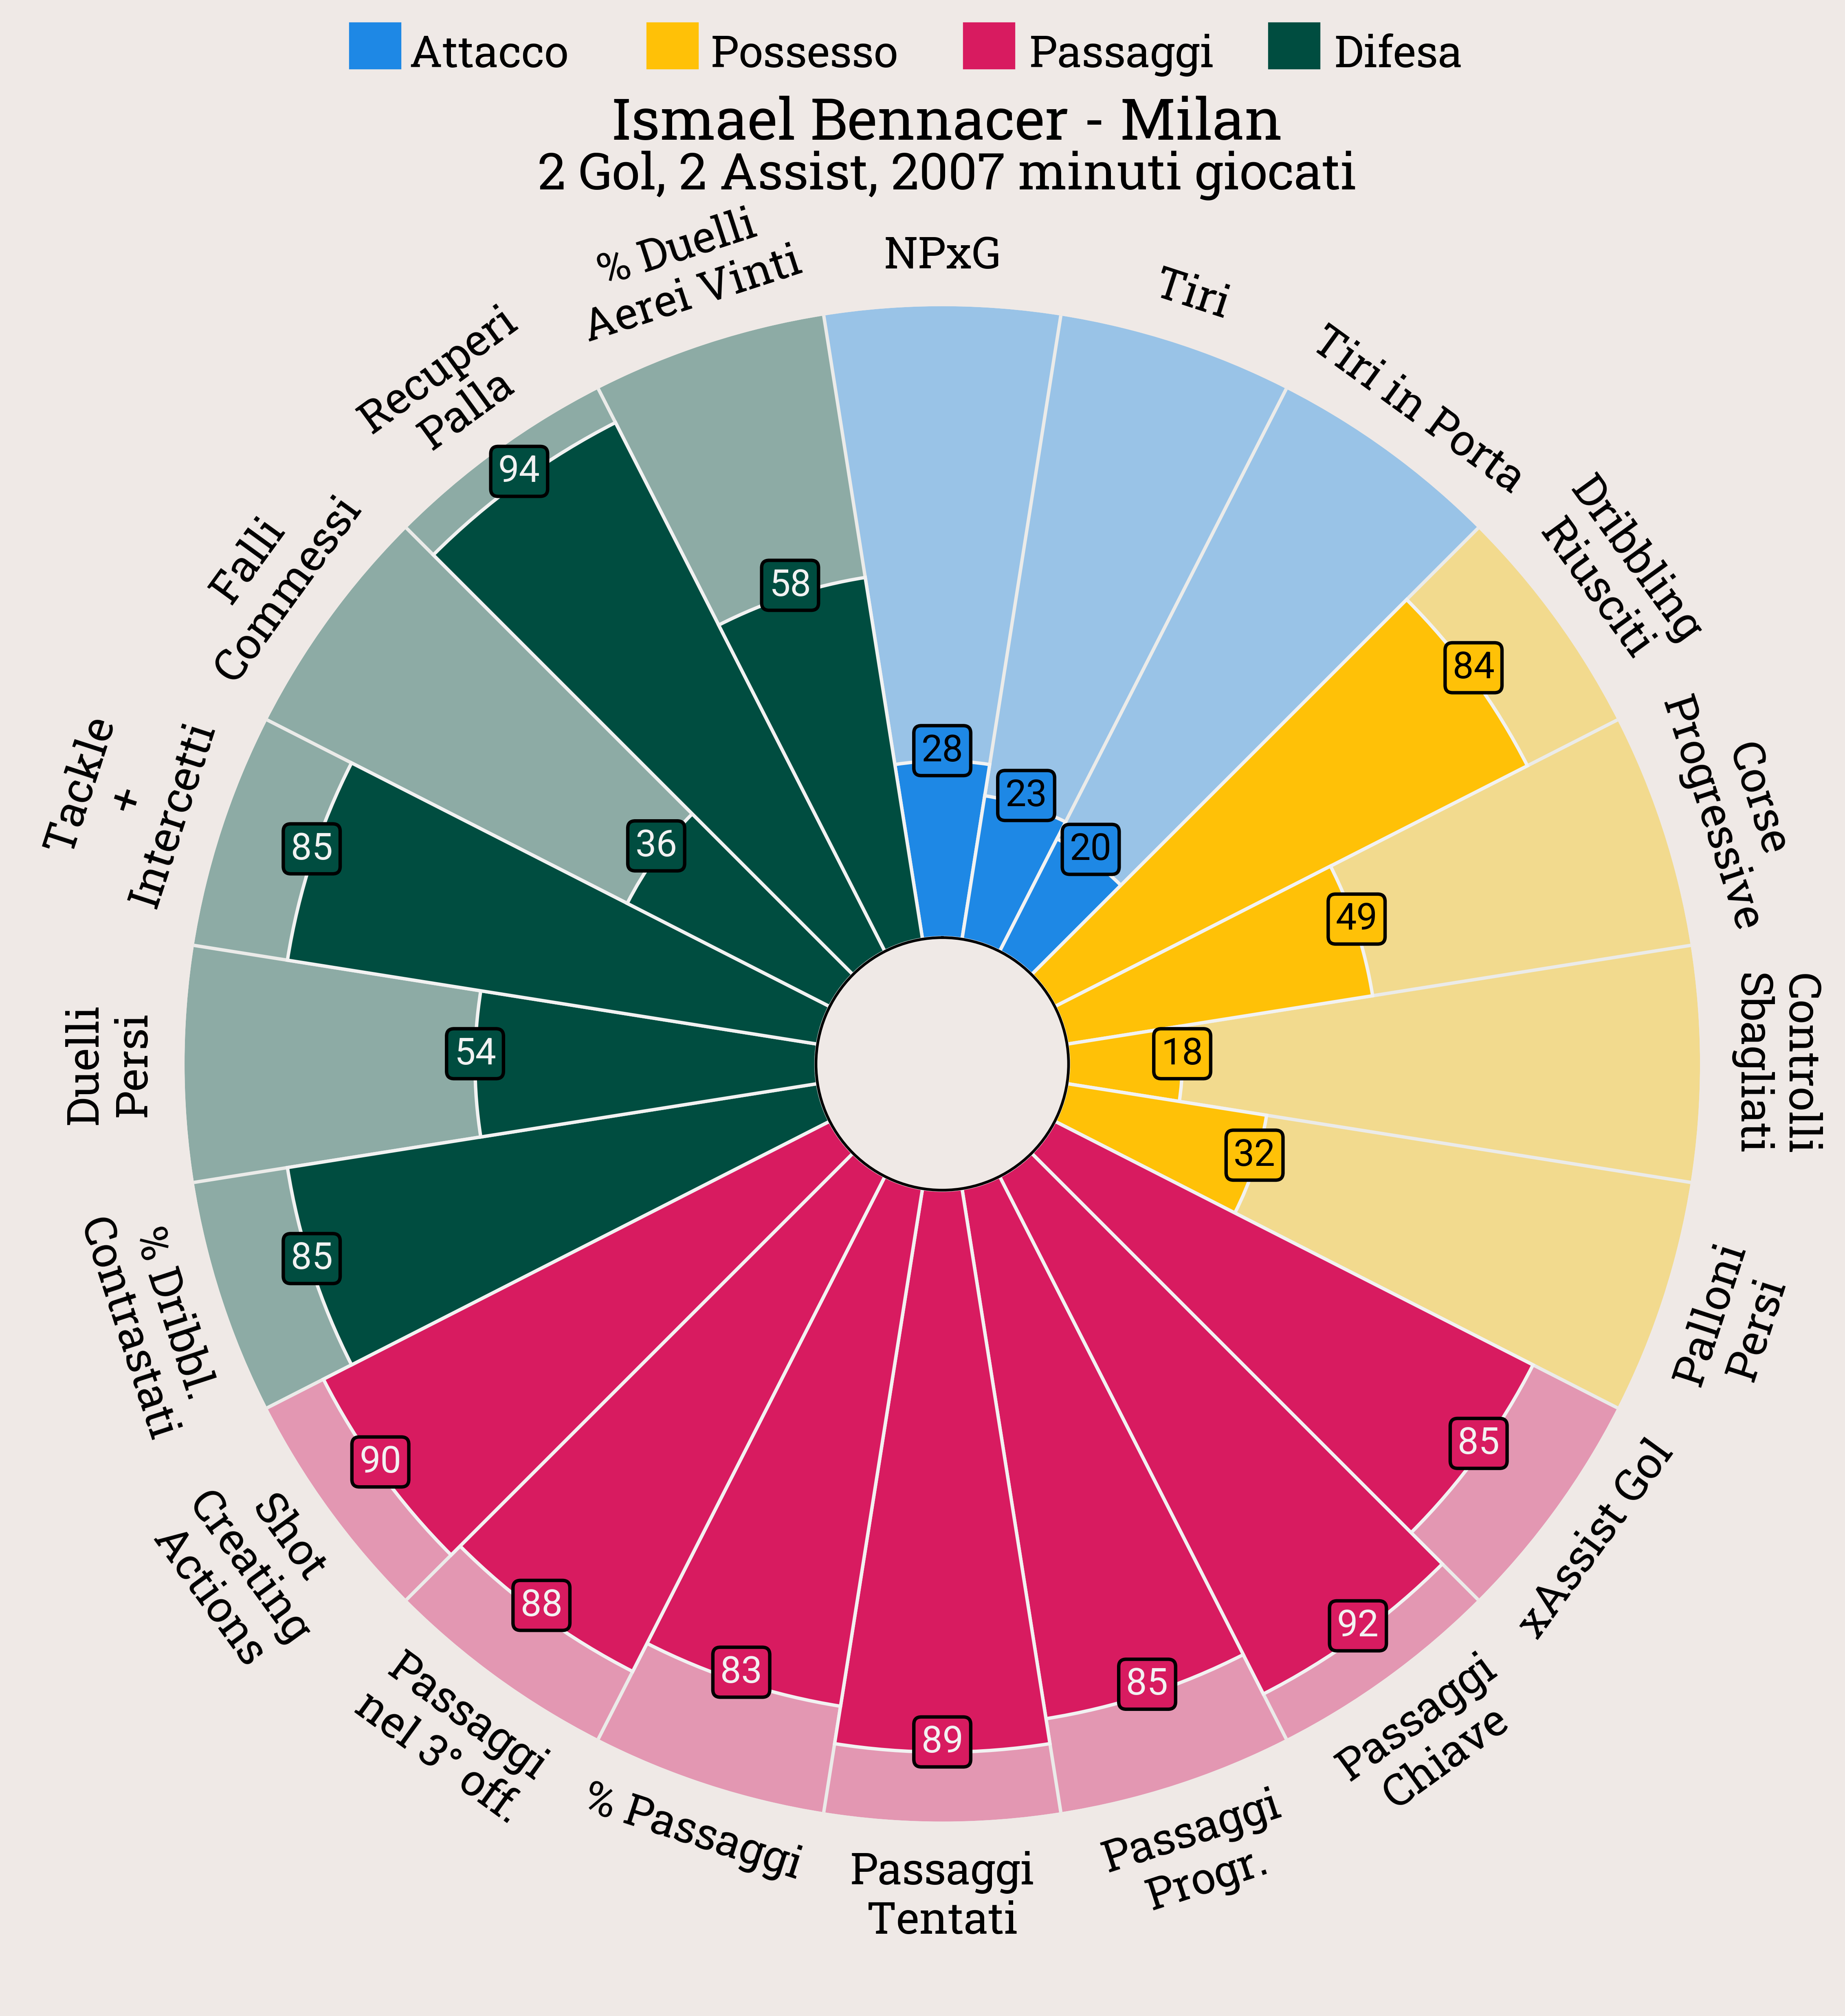 Attacco Possesso Passaggi Difesa
Ismael Bennacer - Milan
2 Gol, 2 Assist, 2007 minuti giocati
NPxG
28
Tiri
23
Tiri in Porta
20
Dribbling
Riusciti
84
Corse
Progressive
49
Controlli
Sbagliati
18
Palloni
Persi
32
xAssist Gol
85
Passaggi
Chiave
92
Passaggi
Progr.
85
Passaggi
Tentati
89
% Passaggi
83
Passaggi
nel 3° off.
88
Shot
Creating
Actions
90
% Dribbl.
Contrastati
85
Duelli
Persi
54
Tackle
+
Intercetti
85
Falli
Commessi
36
Recuperi
Palla
94
% Duelli
Aerei Vinti
58